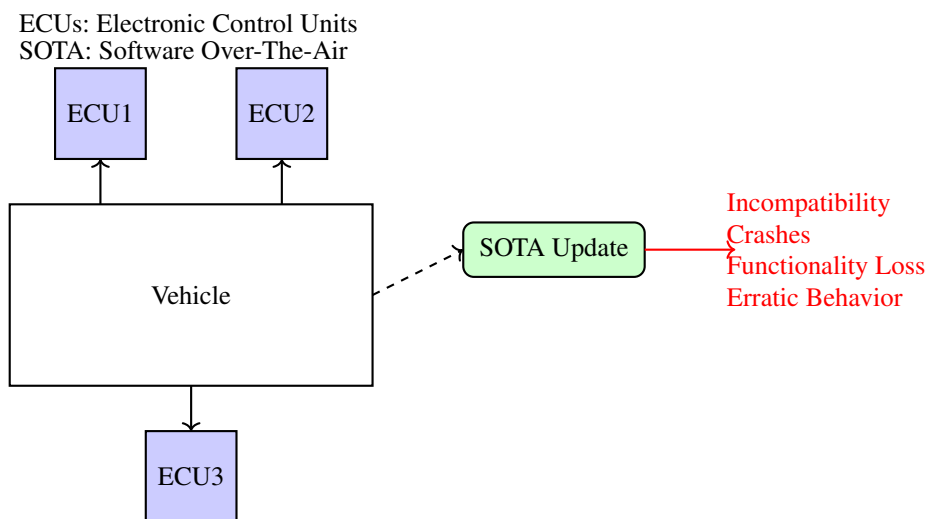 ECUs: Electronic Control Units
SOTA: Software Over-The-Air
ECU1
ECU2
Vehicle
SOTA Update
Incompatibility
Crashes
Functionality Loss
Erratic Behavior
ECU3